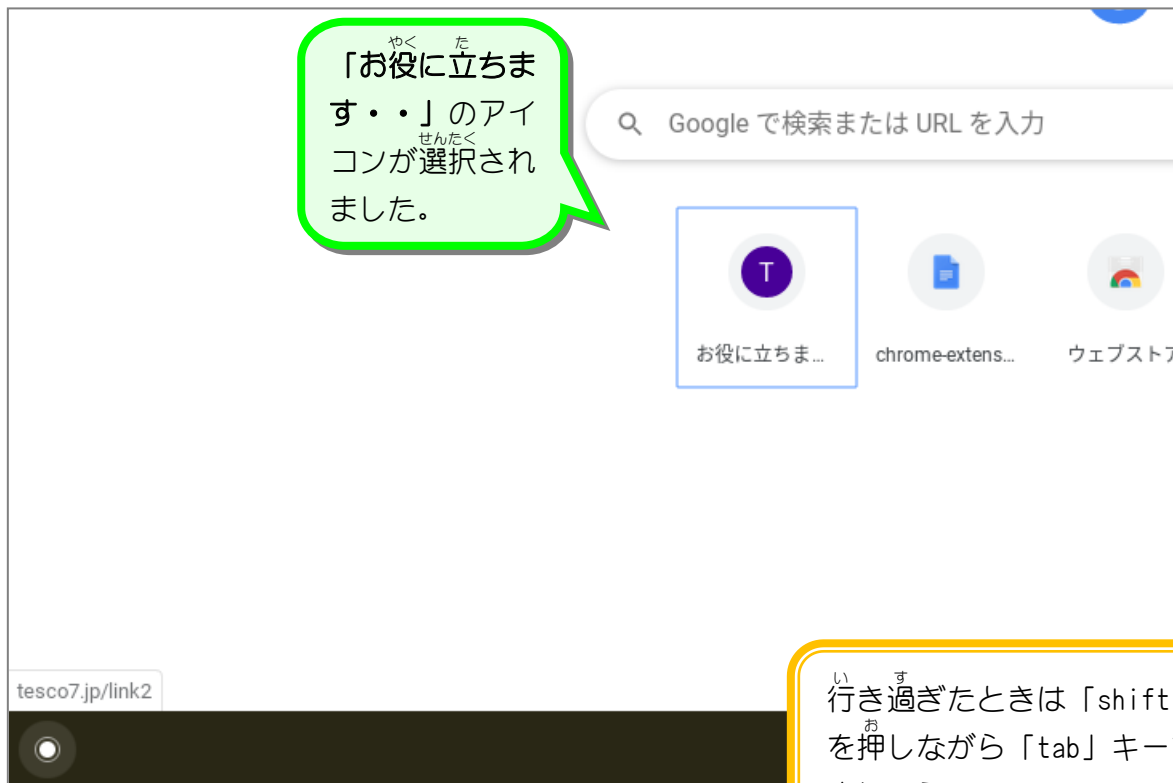 「お役に立ちま
す・・」のアイ
コンが選択され
ました。
Google で検索または URL を入力
T
お役に立ちま...
chrome-extens...
ウェブスト
tesco7.jp/link2
行き過ぎたときは「shift
を押しながら「tab」キー